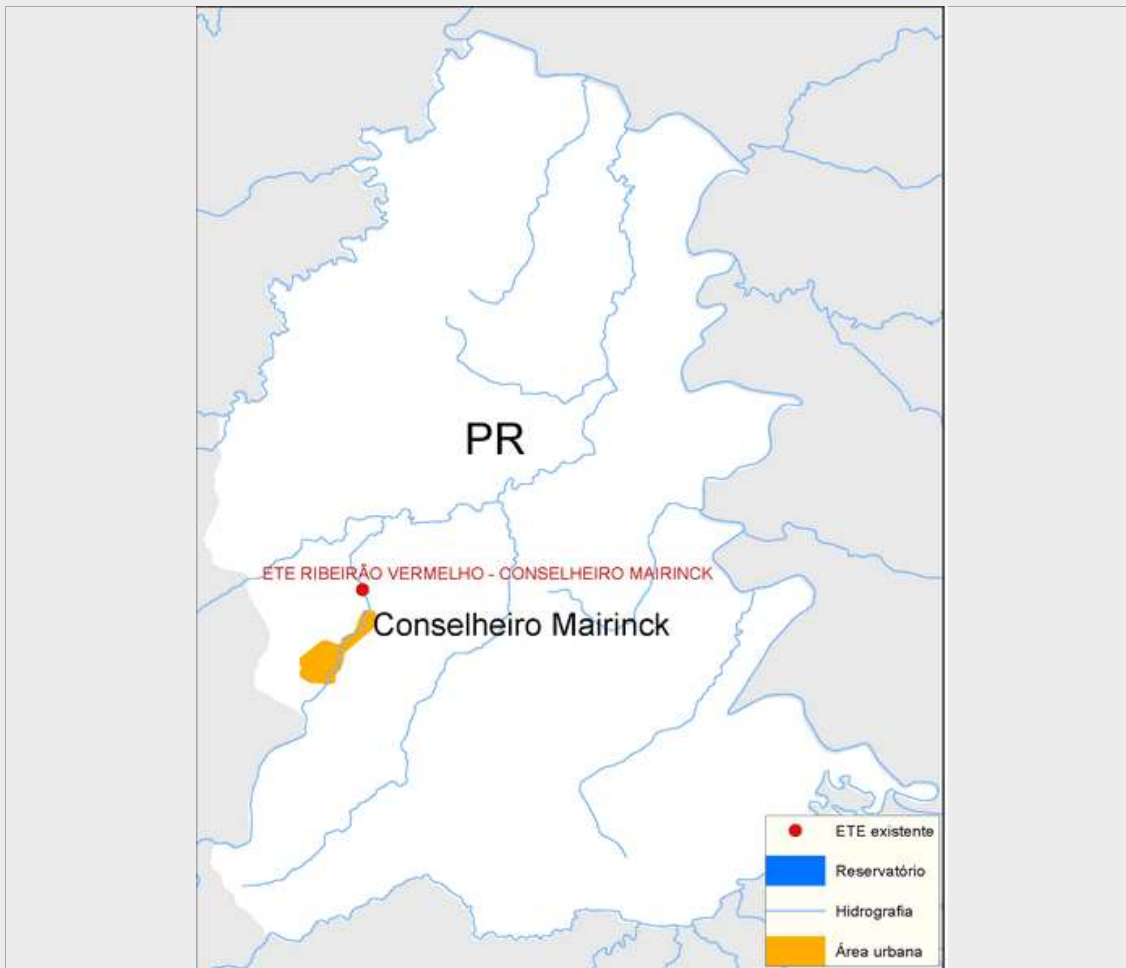 PR
ETE RIBEIRÃO VERMELHO - CONSELHEIRO MAIRINCK
Conselheiro Mairinck
ETE existente
Reservatório
Hidrografia
Área urbana